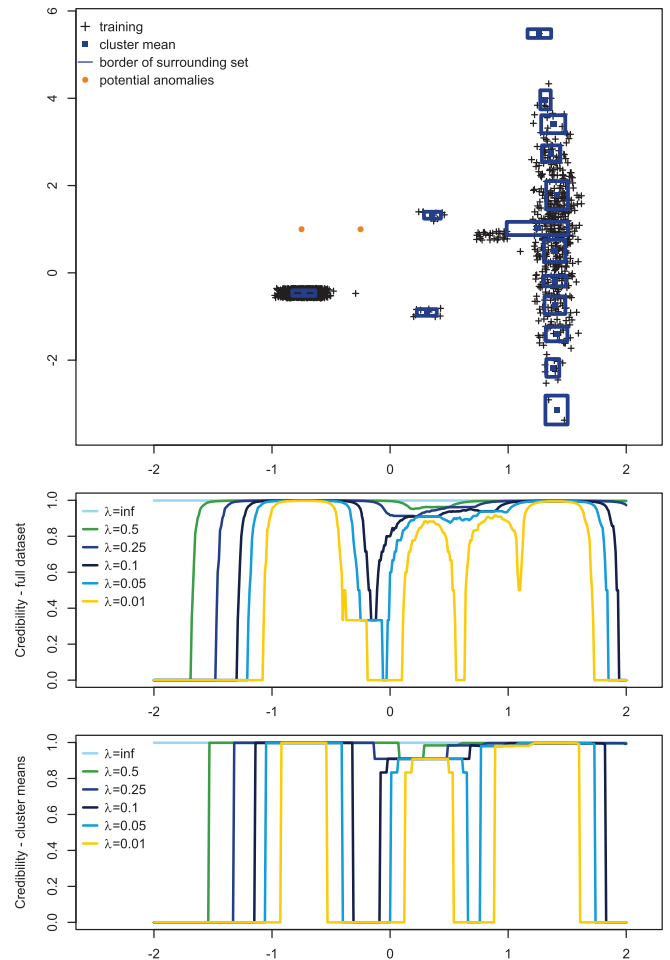 training
cluster mean
border of surrounding set
potential anomalies
6
4
2
0
-2
-2
-1
0
1
2
Credibility - full dataset
1.0
0.8
0.6
0.4
0.2
0.0
λ=inf
λ=0.5
λ=0.25
λ=0.1
λ=0.05
λ=0.01
-2
-1
0
1
2
Credibility - cluster means
1.0
0.8
0.6
0.4
0.2
0.0
λ=inf
λ=0.5
λ=0.25
λ=0.1
λ=0.05
λ=0.01
-2
-1
0
1
2